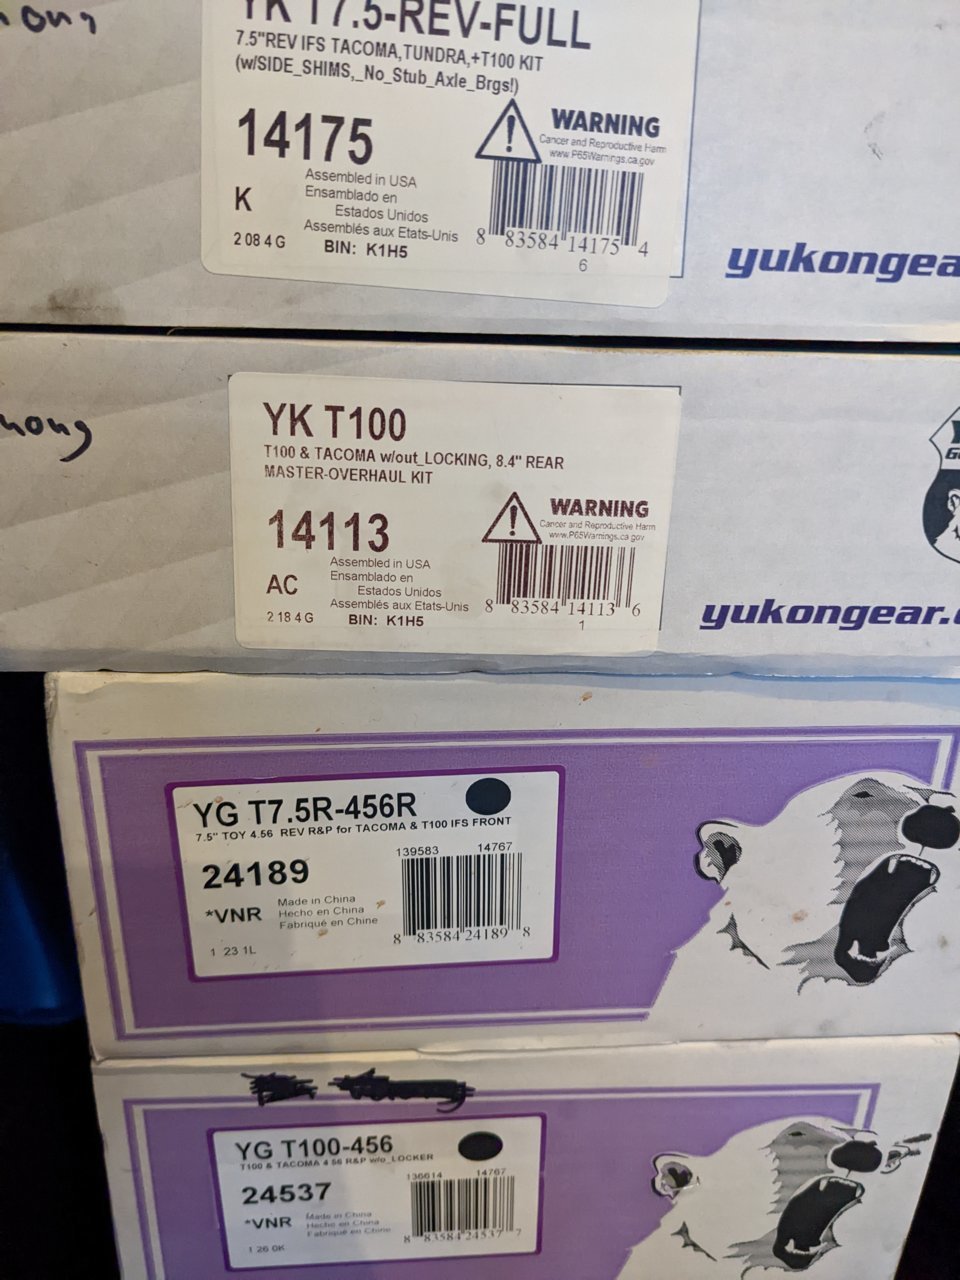 YK T7.5-REV-FULL
7.5"REV IFS TACOMA,TUNDRA,+T100 KIT
(w/SIDE_SHIMS,_No_Stub_Axle_Brgs!)
14175
WARNING
Cancer and Reproductive Harm
www.P65Warnings.ca.gov
Assembled in USA
Ensamblado en
Estados Unidos
Assemblés aux Etats-Unis
K
2 08 4 G
BIN: K1H5
8 83584 14175 4
6
yukongea
YK T100
T100 & TACOMA w/out_LOCKING, 8.4" REAR
MASTER-OVERHAUL KIT
14113
WARNING
Cancer and Reproductive Harm
www.P65Warnings.ca.gov
Assembled in USA
Ensamblado en
Estados Unidos
Assemblés aux Etats-Unis
AC
2 18 4 G
BIN: K1H5
8 83584 14113 6
1
yukongear.
YG T7.5R-456R
7.5" TOY 4.56 REV R&P for TACOMA & T100 IFS FRONT
24189
139583 14767
*VNR
Made in China
Hecho en China
Fabriqué en Chine
1 23 1L
8 83584 24189 8
YG T100-456
T100 & TACOMA 4.56 R&P w/o_LOCKER
24537
136614 14767
*VNR
Made in China
Hecho en China
Fabriqué en Chine
1 26 0K
8 83584 24537 7